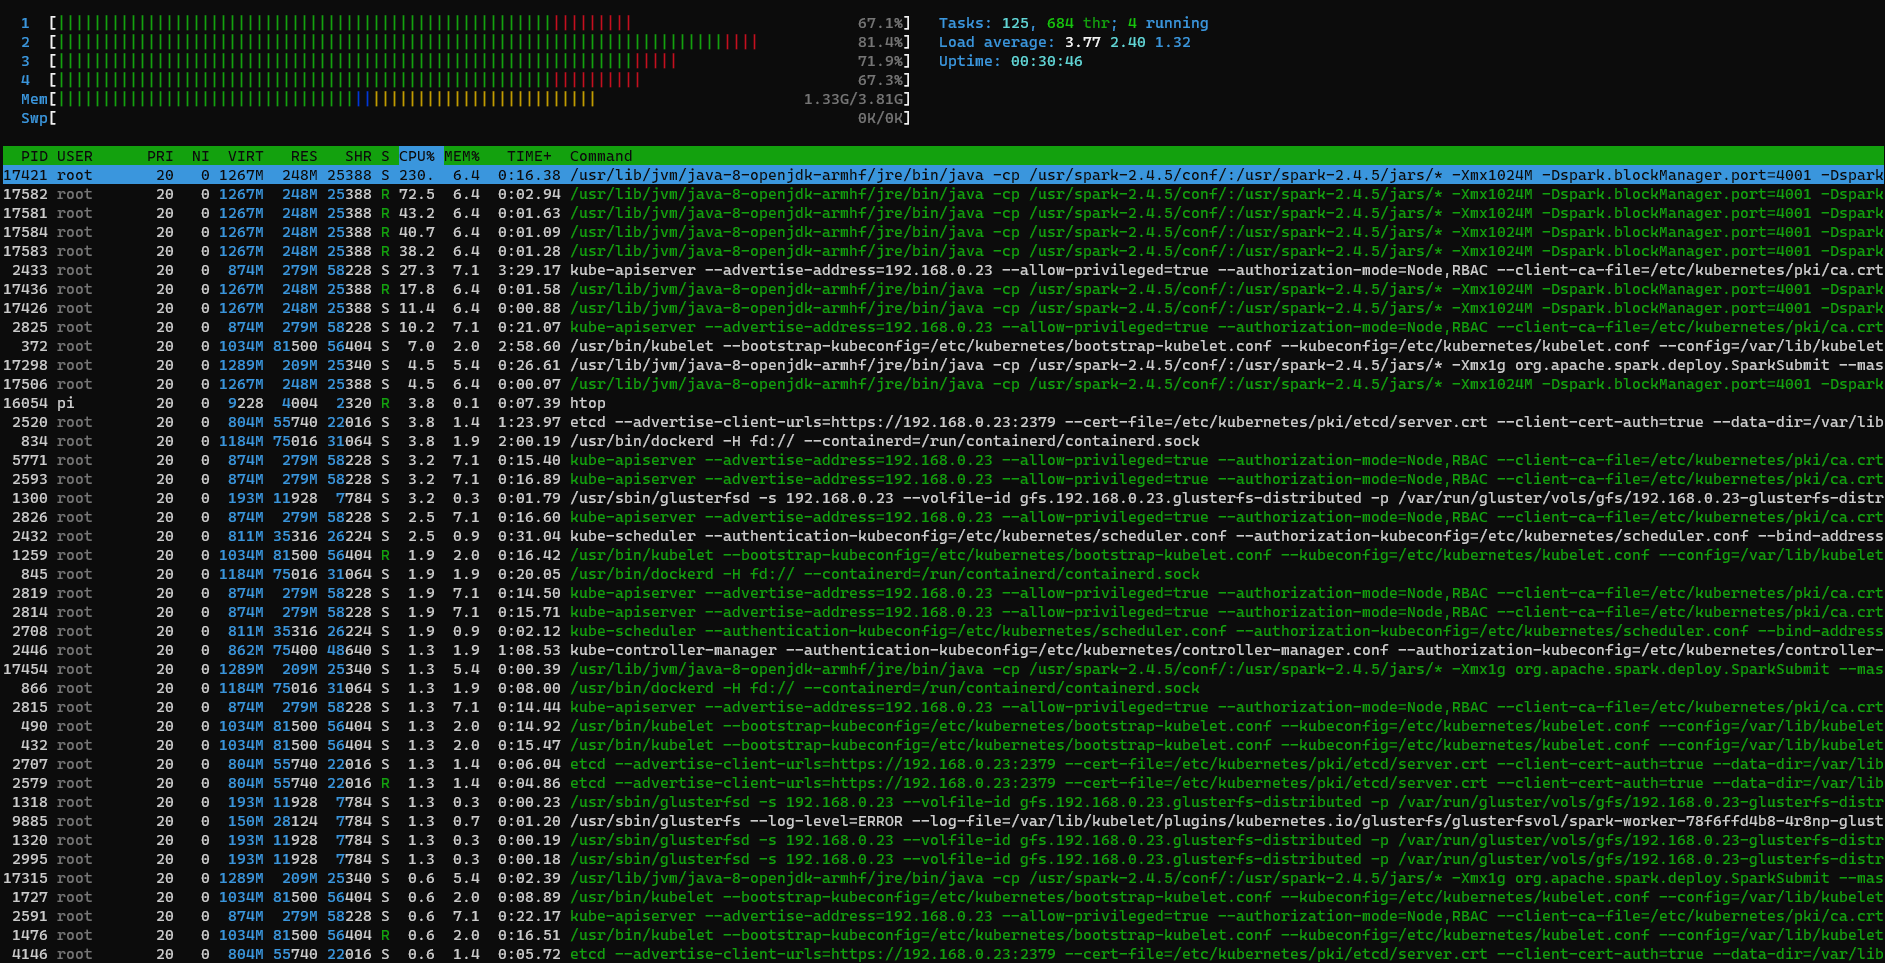 1 [ 67.1%] Tasks: 125, 684 thr; 4 running
2 [ 81.4%] Load average: 3.77 2.40 1.32
3 [ 71.9%] Uptime: 00:30:46
4 [ 67.3%]
Mem[ 1.33G/3.81G]
Swp[ 0K/0K]
PID USER PRI NI VIRT RES SHR S CPU% MEM% TIME+ Command
17421 root 20 0 1267M 248M 25388 S 230. 6.4 0:16.38 /usr/lib/jvm/java-8-openjdk-armhf/jre/bin/java -cp /usr/spark-2.4.5/conf/:/usr/spark-2.4.5/jars/* -Xmx1024M -Dspark.blockManager.port=4001 -Dspark
17582 root 20 0 1267M 248M 25388 R 72.5 6.4 0:02.94 /usr/lib/jvm/java-8-openjdk-armhf/jre/bin/java -cp /usr/spark-2.4.5/conf/:/usr/spark-2.4.5/jars/* -Xmx1024M -Dspark.blockManager.port=4001 -Dspark
17581 root 20 0 1267M 248M 25388 R 43.2 6.4 0:01.63 /usr/lib/jvm/java-8-openjdk-armhf/jre/bin/java -cp /usr/spark-2.4.5/conf/:/usr/spark-2.4.5/jars/* -Xmx1024M -Dspark.blockManager.port=4001 -Dspark
17584 root 20 0 1267M 248M 25388 R 40.7 6.4 0:01.09 /usr/lib/jvm/java-8-openjdk-armhf/jre/bin/java -cp /usr/spark-2.4.5/conf/:/usr/spark-2.4.5/jars/* -Xmx1024M -Dspark.blockManager.port=4001 -Dspark
17583 root 20 0 1267M 248M 25388 R 38.2 6.4 0:01.28 /usr/lib/jvm/java-8-openjdk-armhf/jre/bin/java -cp /usr/spark-2.4.5/conf/:/usr/spark-2.4.5/jars/* -Xmx1024M -Dspark.blockManager.port=4001 -Dspark
2433 root 20 0 874M 279M 58228 S 27.3 7.1 3:29.17 kube-apiserver --advertise-address=192.168.0.23 --allow-privileged=true --authorization-mode=Node,RBAC --client-ca-file=/etc/kubernetes/pki/ca.crt
17436 root 20 0 1267M 248M 25388 R 17.8 6.4 0:01.58 /usr/lib/jvm/java-8-openjdk-armhf/jre/bin/java -cp /usr/spark-2.4.5/conf/:/usr/spark-2.4.5/jars/* -Xmx1024M -Dspark.blockManager.port=4001 -Dspark
17426 root 20 0 1267M 248M 25388 S 11.4 6.4 0:00.88 /usr/lib/jvm/java-8-openjdk-armhf/jre/bin/java -cp /usr/spark-2.4.5/conf/:/usr/spark-2.4.5/jars/* -Xmx1024M -Dspark.blockManager.port=4001 -Dspark
2825 root 20 0 874M 279M 58228 S 10.2 7.1 0:21.07 kube-apiserver --advertise-address=192.168.0.23 --allow-privileged=true --authorization-mode=Node,RBAC --client-ca-file=/etc/kubernetes/pki/ca.crt
372 root 20 0 1034M 81500 56404 S 7.0 2.0 2:58.60 /usr/bin/kubelet --bootstrap-kubeconfig=/etc/kubernetes/bootstrap-kubelet.conf --kubeconfig=/etc/kubernetes/kubelet.conf --config=/var/lib/kubelet
17298 root 20 0 1289M 209M 25340 S 4.5 5.4 0:26.61 /usr/lib/jvm/java-8-openjdk-armhf/jre/bin/java -cp /usr/spark-2.4.5/conf/:/usr/spark-2.4.5/jars/* -Xmx1g org.apache.spark.deploy.SparkSubmit --mas
17506 root 20 0 1267M 248M 25388 S 4.5 6.4 0:00.07 /usr/lib/jvm/java-8-openjdk-armhf/jre/bin/java -cp /usr/spark-2.4.5/conf/:/usr/spark-2.4.5/jars/* -Xmx1024M -Dspark.blockManager.port=4001 -Dspark
16054 pi 20 0 9228 4004 2320 R 3.8 0.1 0:07.39 htop
2520 root 20 0 804M 55740 22016 S 3.8 1.4 1:23.97 etcd --advertise-client-urls=https://192.168.0.23:2379 --cert-file=/etc/kubernetes/pki/etcd/server.crt --client-cert-auth=true --data-dir=/var/lib
834 root 20 0 1184M 75016 31064 S 3.8 1.9 2:00.19 /usr/bin/dockerd -H fd:// --containerd=/run/containerd/containerd.sock
5771 root 20 0 874M 279M 58228 S 3.2 7.1 0:15.40 kube-apiserver --advertise-address=192.168.0.23 --allow-privileged=true --authorization-mode=Node,RBAC --client-ca-file=/etc/kubernetes/pki/ca.crt
2593 root 20 0 874M 279M 58228 S 3.2 7.1 0:16.89 kube-apiserver --advertise-address=192.168.0.23 --allow-privileged=true --authorization-mode=Node,RBAC --client-ca-file=/etc/kubernetes/pki/ca.crt
1300 root 20 0 193M 11928 7784 S 3.2 0.3 0:01.79 /usr/sbin/glusterfsd -s 192.168.0.23 --volfile-id gfs.192.168.0.23.glusterfs-distributed -p /var/run/gluster/vols/gfs/192.168.0.23-glusterfs-distr
2826 root 20 0 874M 279M 58228 S 2.5 7.1 0:16.60 kube-apiserver --advertise-address=192.168.0.23 --allow-privileged=true --authorization-mode=Node,RBAC --client-ca-file=/etc/kubernetes/pki/ca.crt
2432 root 20 0 811M 35316 26224 S 2.5 0.9 0:31.04 kube-scheduler --authentication-kubeconfig=/etc/kubernetes/scheduler.conf --authorization-kubeconfig=/etc/kubernetes/scheduler.conf --bind-address
1259 root 20 0 1034M 81500 56404 R 1.9 2.0 0:16.42 /usr/bin/kubelet --bootstrap-kubeconfig=/etc/kubernetes/bootstrap-kubelet.conf --kubeconfig=/etc/kubernetes/kubelet.conf --config=/var/lib/kubelet
845 root 20 0 1184M 75016 31064 S 1.9 1.9 0:20.05 /usr/bin/dockerd -H fd:// --containerd=/run/containerd/containerd.sock
2819 root 20 0 874M 279M 58228 S 1.9 7.1 0:14.50 kube-apiserver --advertise-address=192.168.0.23 --allow-privileged=true --authorization-mode=Node,RBAC --client-ca-file=/etc/kubernetes/pki/ca.crt
2814 root 20 0 874M 279M 58228 S 1.9 7.1 0:15.71 kube-apiserver --advertise-address=192.168.0.23 --allow-privileged=true --authorization-mode=Node,RBAC --client-ca-file=/etc/kubernetes/pki/ca.crt
2708 root 20 0 811M 35316 26224 S 1.9 0.9 0:02.12 kube-scheduler --authentication-kubeconfig=/etc/kubernetes/scheduler.conf --authorization-kubeconfig=/etc/kubernetes/scheduler.conf --bind-address
2446 root 20 0 862M 75400 48640 S 1.3 1.9 1:08.53 kube-controller-manager --authentication-kubeconfig=/etc/kubernetes/controller-manager.conf --authorization-kubeconfig=/etc/kubernetes/controller-
17454 root 20 0 1289M 209M 25340 S 1.3 5.4 0:00.39 /usr/lib/jvm/java-8-openjdk-armhf/jre/bin/java -cp /usr/spark-2.4.5/conf/:/usr/spark-2.4.5/jars/* -Xmx1g org.apache.spark.deploy.SparkSubmit --mas
866 root 20 0 1184M 75016 31064 S 1.3 1.9 0:08.00 /usr/bin/dockerd -H fd:// --containerd=/run/containerd/containerd.sock
2815 root 20 0 874M 279M 58228 S 1.3 7.1 0:14.44 kube-apiserver --advertise-address=192.168.0.23 --allow-privileged=true --authorization-mode=Node,RBAC --client-ca-file=/etc/kubernetes/pki/ca.crt
490 root 20 0 1034M 81500 56404 S 1.3 2.0 0:14.92 /usr/bin/kubelet --bootstrap-kubeconfig=/etc/kubernetes/bootstrap-kubelet.conf --kubeconfig=/etc/kubernetes/kubelet.conf --config=/var/lib/kubelet
432 root 20 0 1034M 81500 56404 S 1.3 2.0 0:15.47 /usr/bin/kubelet --bootstrap-kubeconfig=/etc/kubernetes/bootstrap-kubelet.conf --kubeconfig=/etc/kubernetes/kubelet.conf --config=/var/lib/kubelet
2707 root 20 0 804M 55740 22016 S 1.3 1.4 0:06.04 etcd --advertise-client-urls=https://192.168.0.23:2379 --cert-file=/etc/kubernetes/pki/etcd/server.crt --client-cert-auth=true --data-dir=/var/lib
2579 root 20 0 804M 55740 22016 R 1.3 1.4 0:04.86 etcd --advertise-client-urls=https://192.168.0.23:2379 --cert-file=/etc/kubernetes/pki/etcd/server.crt --client-cert-auth=true --data-dir=/var/lib
1318 root 20 0 193M 11928 7784 S 1.3 0.3 0:00.23 /usr/sbin/glusterfsd -s 192.168.0.23 --volfile-id gfs.192.168.0.23.glusterfs-distributed -p /var/run/gluster/vols/gfs/192.168.0.23-glusterfs-distr
9885 root 20 0 150M 28124 7784 S 1.3 0.7 0:01.20 /usr/sbin/glusterfs --log-level=ERROR --log-file=/var/lib/kubelet/plugins/kubernetes.io/glusterfs/glusterfsvol/spark-worker-78f6ffd4b8-4r8np-glust
1320 root 20 0 193M 11928 7784 S 1.3 0.3 0:00.19 /usr/sbin/glusterfsd -s 192.168.0.23 --volfile-id gfs.192.168.0.23.glusterfs-distributed -p /var/run/gluster/vols/gfs/192.168.0.23-glusterfs-distr
2995 root 20 0 193M 11928 7784 S 1.3 0.3 0:00.18 /usr/sbin/glusterfsd -s 192.168.0.23 --volfile-id gfs.192.168.0.23.glusterfs-distributed -p /var/run/gluster/vols/gfs/192.168.0.23-glusterfs-distr
17315 root 20 0 1289M 209M 25340 S 0.6 5.4 0:02.39 /usr/lib/jvm/java-8-openjdk-armhf/jre/bin/java -cp /usr/spark-2.4.5/conf/:/usr/spark-2.4.5/jars/* -Xmx1g org.apache.spark.deploy.SparkSubmit --mas
1727 root 20 0 1034M 81500 56404 S 0.6 2.0 0:08.89 /usr/bin/kubelet --bootstrap-kubeconfig=/etc/kubernetes/bootstrap-kubelet.conf --kubeconfig=/etc/kubernetes/kubelet.conf --config=/var/lib/kubelet
2591 root 20 0 874M 279M 58228 S 0.6 7.1 0:22.17 kube-apiserver --advertise-address=192.168.0.23 --allow-privileged=true --authorization-mode=Node,RBAC --client-ca-file=/etc/kubernetes/pki/ca.crt
1476 root 20 0 1034M 81500 56404 R 0.6 2.0 0:16.51 /usr/bin/kubelet --bootstrap-kubeconfig=/etc/kubernetes/bootstrap-kubelet.conf --kubeconfig=/etc/kubernetes/kubelet.conf --config=/var/lib/kubelet
4146 root 20 0 804M 55740 22016 S 0.6 1.4 0:05.72 etcd --advertise-client-urls=https://192.168.0.23:2379 --cert-file=/etc/kubernetes/pki/etcd/server.crt --client-cert-auth=true --data-dir=/var/lib